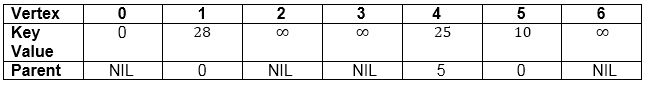 Vertex 0 1 2 3 4 5 6
Key Value 0 28 ∞ ∞ 25 10 ∞
Parent NIL 0 NIL NIL 5 0 NIL